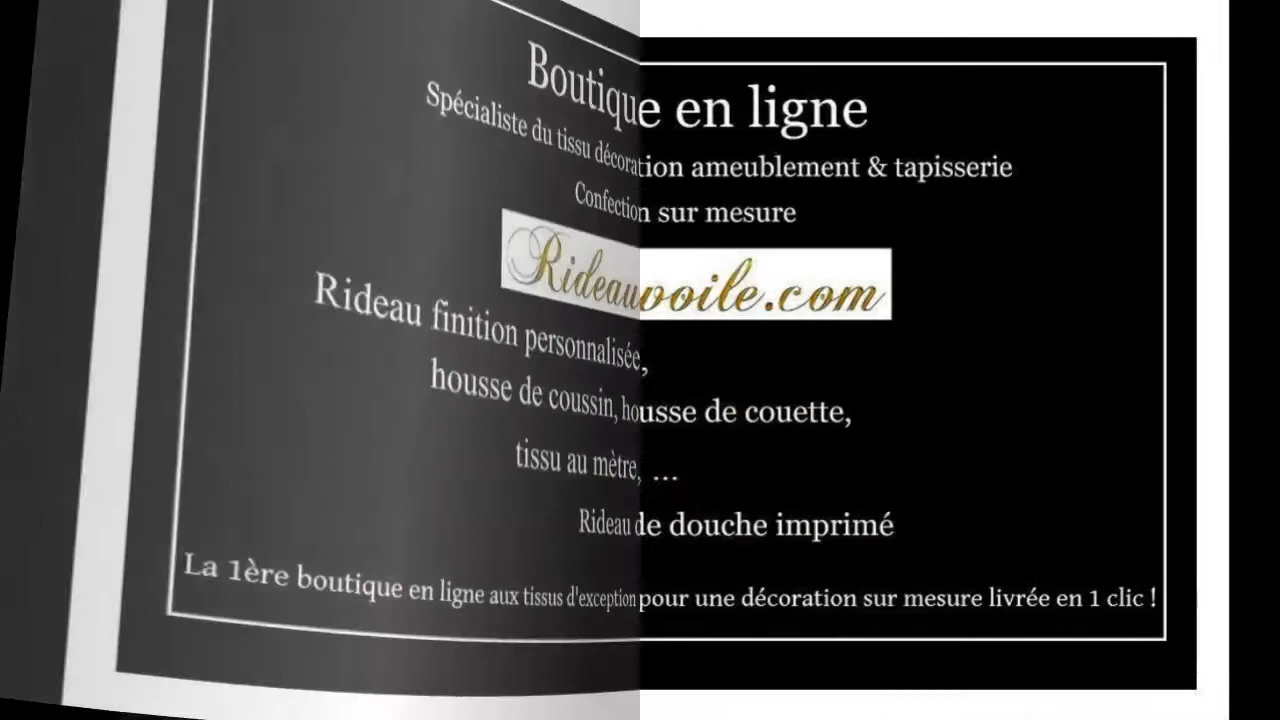 Boutique en ligne
Spécialiste du tissu décoration ameublement & tapisserie
Confection sur mesure
Rideauvoile.com
Rideau finition personnalisée,
housse de coussin, housse de couette,
tissu au mètre, ...
Rideau de douche imprimé
La 1ère boutique en ligne aux tissus d'exception pour une décoration sur mesure livrée en 1 clic !